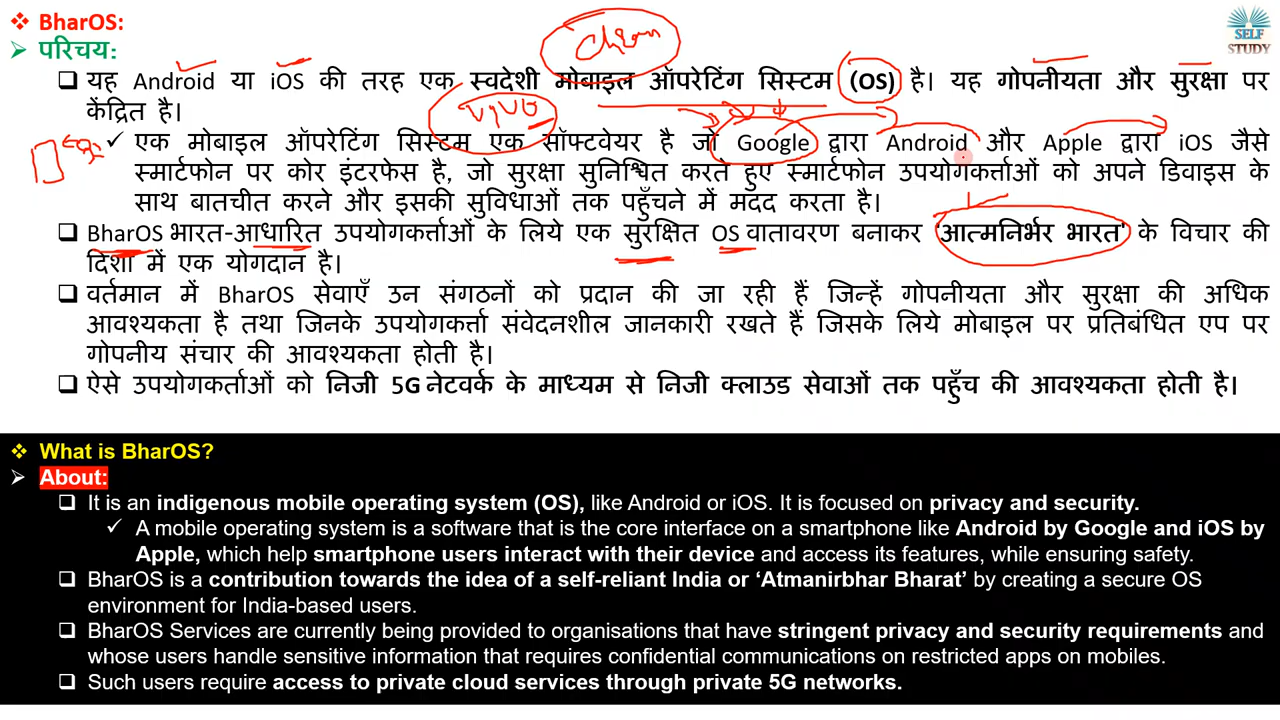 BharOS:
SELF
STUDY
परिचय:
यह Android या iOS की तरह एक स्वदेशी मोबाइल ऑपरेटिंग सिस्टम (OS) है। यह गोपनीयता और सुरक्षा पर
केंद्रित है।
एक मोबाइल ऑपरेटिंग सिस्टम एक सॉफ्टवेयर है जो Google द्वारा Android और Apple द्वारा iOS जैसे
स्मार्टफोन पर कोर इंटरफेस है, जो सुरक्षा सुनिश्चित करते हुए स्मार्टफोन उपयोगकर्त्ताओं को अपने डिवाइस के
साथ बातचीत करने और इसकी सुविधाओं तक पहुँचने में मदद करता है।
BharOS भारत-आधारित उपयोगकर्त्ताओं के लिये एक सुरक्षित OS वातावरण बनाकर 'आत्मनिर्भर भारत' के विचार की
दिशा में एक योगदान है।
वर्तमान में BharOS सेवाएँ उन संगठनों को प्रदान की जा रही हैं जिन्हें गोपनीयता और सुरक्षा की अधिक
आवश्यकता है तथा जिनके उपयोगकर्त्ता संवेदनशील जानकारी रखते हैं जिसके लिये मोबाइल पर प्रतिबंधित एप पर
गोपनीय संचार की आवश्यकता होती है।
ऐसे उपयोगकर्ताओं को निजी 5G नेटवर्क के माध्यम से निजी क्लाउड सेवाओं तक पहुँच की आवश्यकता होती है।
What is BharOS?
About:
It is an indigenous mobile operating system (OS), like Android or iOS. It is focused on privacy and security.
A mobile operating system is a software that is the core interface on a smartphone like Android by Google and iOS by
Apple, which help smartphone users interact with their device and access its features, while ensuring safety.
BharOS is a contribution towards the idea of a self-reliant India or ‘Atmanirbhar Bharat’ by creating a secure OS
environment for India-based users.
BharOS Services are currently being provided to organisations that have stringent privacy and security requirements and
whose users handle sensitive information that requires confidential communications on restricted apps on mobiles.
Such users require access to private cloud services through private 5G networks.